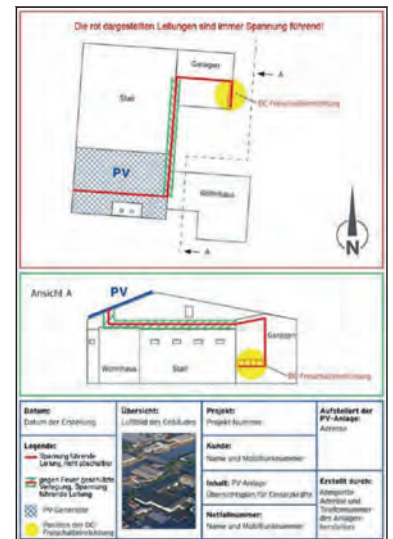 Die rot dargestellten Leitungen sind immer Spannung führend!
Garagen
A
Stall
DC Freischalteinrichtung
PV
Wohnhaus
A
N
Ansicht A
PV
Garagen
Wohnhaus
Stall
DC Freischalteinrichtung
Datum:
Datum der Erstellung
Übersicht:
Luftbild des Gebäudes
Projekt:
Projekt-Nummer
Aufsteller der
PV-Anlage:
Adresse
Legende:
Spannung führende
Leitung, nicht abschaltbar
gegen Feuer geschützte
Verlegung, Spannung
führende Leitung
PV-Generator
Position der DC-
Freischalteinrichtung
Kunde:
Name und Mobilfunknummer
Inhalt: PV-Anlage
Übersichtsplan für Einsatzkräfte
Notfallnummer:
Name und Mobilfunknummer
Erstellt durch:
Adresse und
Telefonnummer
des Anlagen-
herstellers